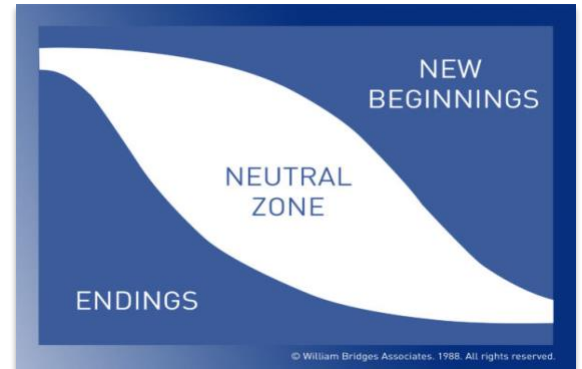 NEW
BEGINNINGS
NEUTRAL
ZONE
ENDINGS
© William Bridges Associates. 1988. All rights reserved.